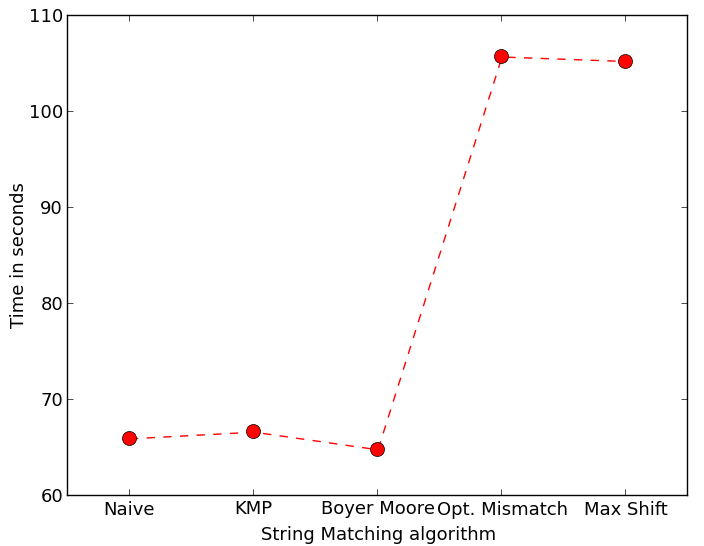 110
100
90
80
70
60
Time in seconds
Naive KMP Boyer Moore Opt. Mismatch Max Shift
String Matching algorithm